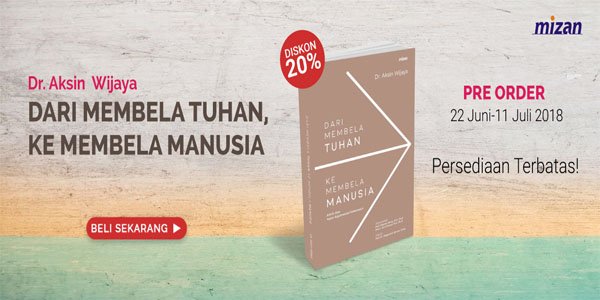 mizan
Dr. Aksin Wijaya
DARI MEMBELA TUHAN,
KE MEMBELA MANUSIA
BELI SEKARANG
DISKON
20%
mizan
Dr. Aksin Wijaya
DARI
MEMBELA
TUHAN
KE
MEMBELA
MANUSIA
PRE ORDER
22 Juni-11 Juli 2018
Persediaan Terbatas!